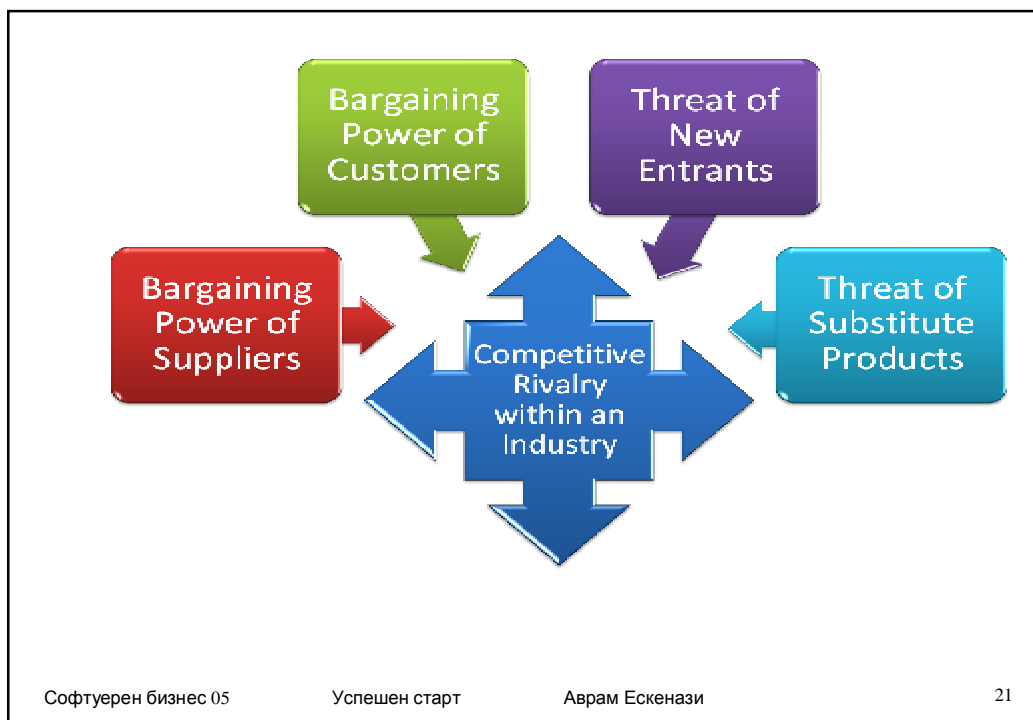 Bargaining
Power of
Customers
Threat of
New
Entrants
Bargaining
Power of
Suppliers
Threat of
Substitute
Products
Competitive
Rivalry
within an
Industry
Софтуерен бизнес 05 Успешен старт Аврам Ескенази 21